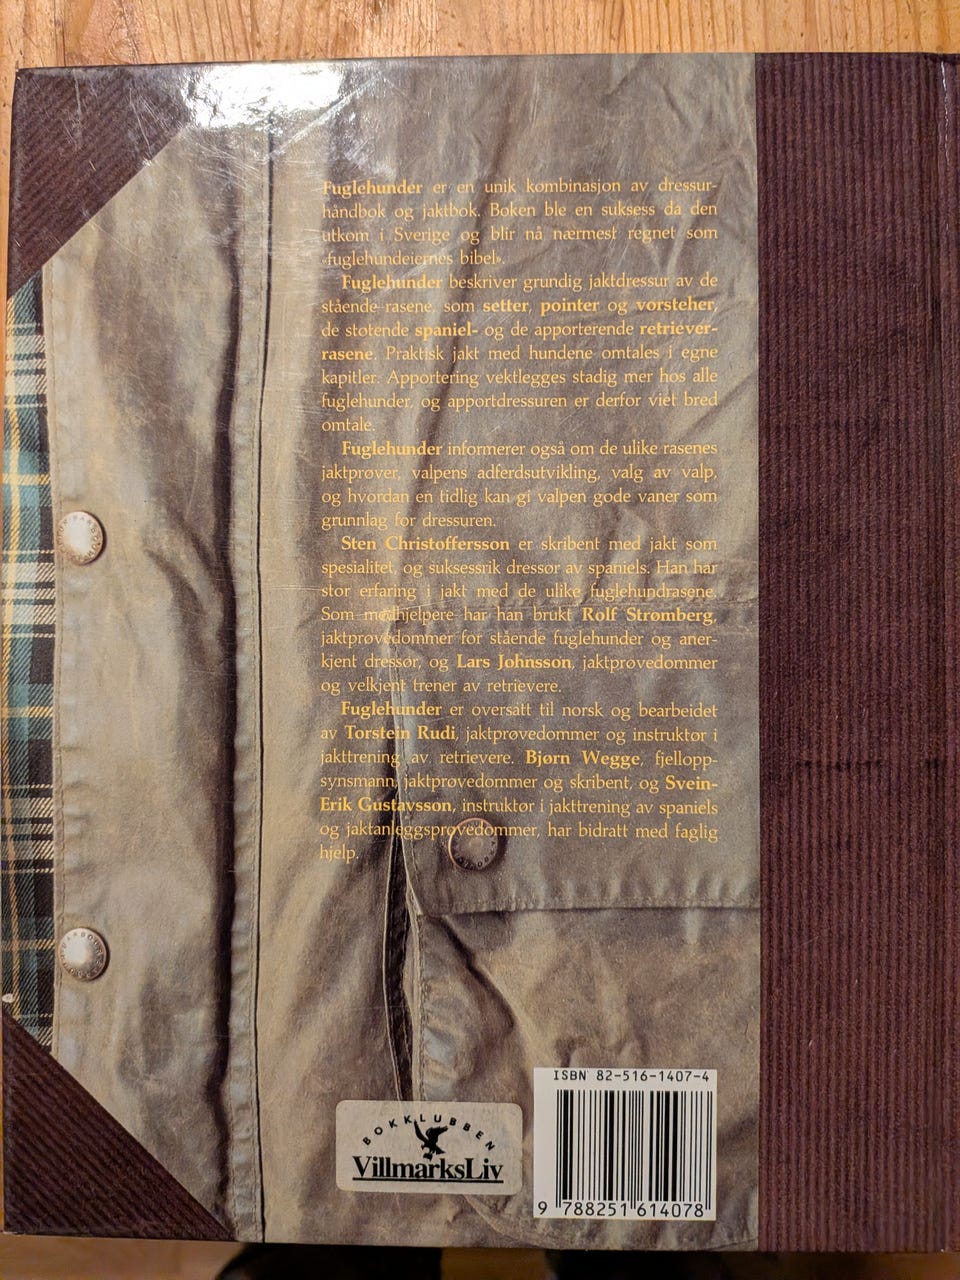 Fuglehunder er en unik kombinasjon av dressur-
håndbok og jaktbok. Boken ble en suksess da den
utkom i Sverige og blir nå nærmest regnet som
«fuglehundeiernes bibel».
Fuglehunder beskriver grundig jaktdressur av de
stående rasene, som setter, pointer og vorsteher,
de støtende spaniel- og de apporterende retriever-
rasene. Praktisk jakt med hundene omtales i egne
kapitler. Apportering vektlegges stadig mer hos alle
fuglehunder, og apportdressuren er derfor viet bred
omtale.
Fuglehunder informerer også om de ulike rasenes
jaktprøver, valpens adferdsutvikling, valg av valp,
og hvordan en tidlig kan gi valpen gode vaner som
grunnlag for dressuren.
Sten Christoffersson er skribent med jakt som
spesialitet, og suksessrik dressør av spaniels. Han har
stor erfaring i jakt med de ulike fuglehundrasene.
Som medhjelpere har han brukt Rolf Strømberg,
jaktprøvedommer for stående fuglehunder og aner-
kjent dressør, og Lars Johnsson, jaktprøvedommer
og velkjent trener av retrievere.
Fuglehunder er oversatt til norsk og bearbeidet
av Torstein Rudi, jaktprøvedommer og instruktør i
jakttrening av retrievere. Bjørn Wegge, fjellopp-
synsmann, jaktprøvedommer og skribent, og Svein-
Erik Gustavsson, instruktør i jakttrening av spaniels
og jaktanleggsprøvedommer, har bidratt med faglig
hjelp.
ISBN 82-516-1407-4
BOKKLUBBEN
VillmarksLiv
9 788251 614078